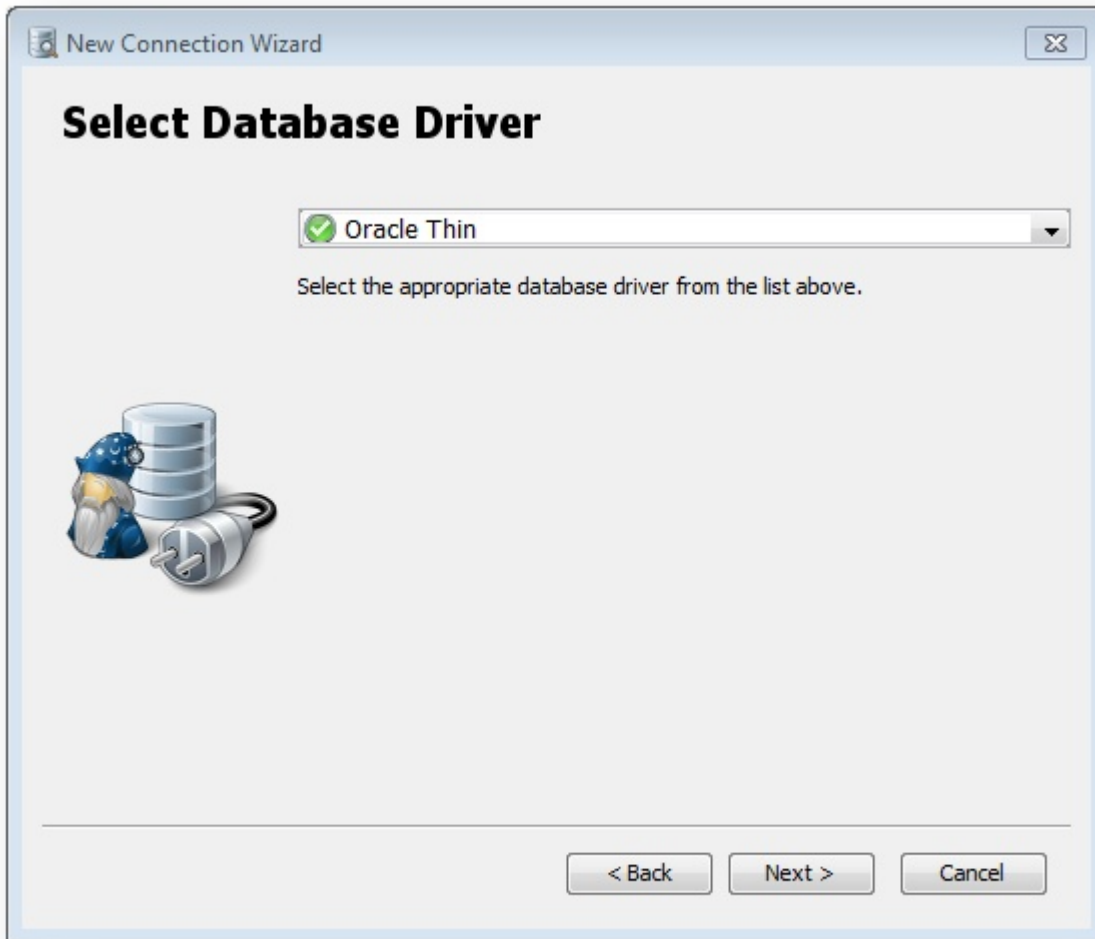 New Connection Wizard
Select Database Driver
Oracle Thin
Select the appropriate database driver from the list above.
< Back
Next >
Cancel